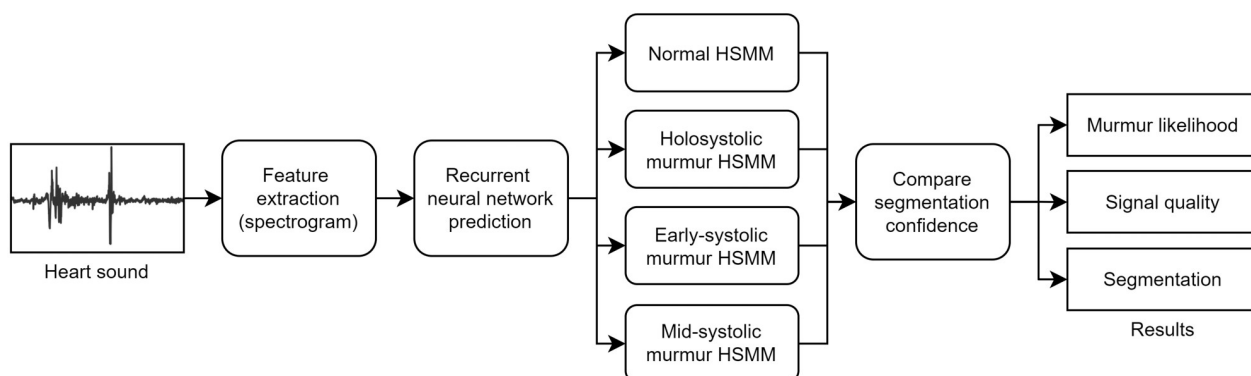 Heart sound
Feature
extraction
(spectrogram)
Recurrent
neural network
prediction
Normal HSMM
Holosystolic
murmur HSMM
Early-systolic
murmur HSMM
Mid-systolic
murmur HSMM
Compare
segmentation
confidence
Murmur likelihood
Signal quality
Segmentation
Results